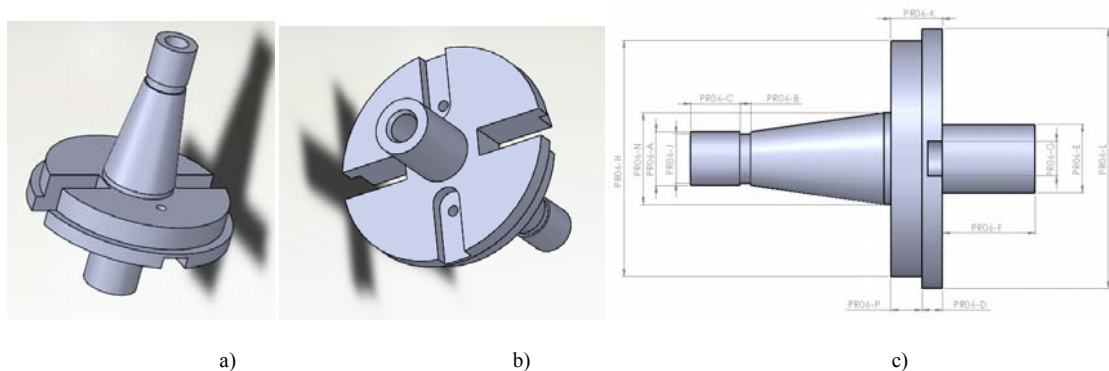 PR06-K
PR06-C
PR06-B
PR06-H
PR06-N
PR06-A
PR06-J
PR06-G
PR06-E
PR06-L
PR06-F
PR06-P
PR06-D
a)
b)
c)